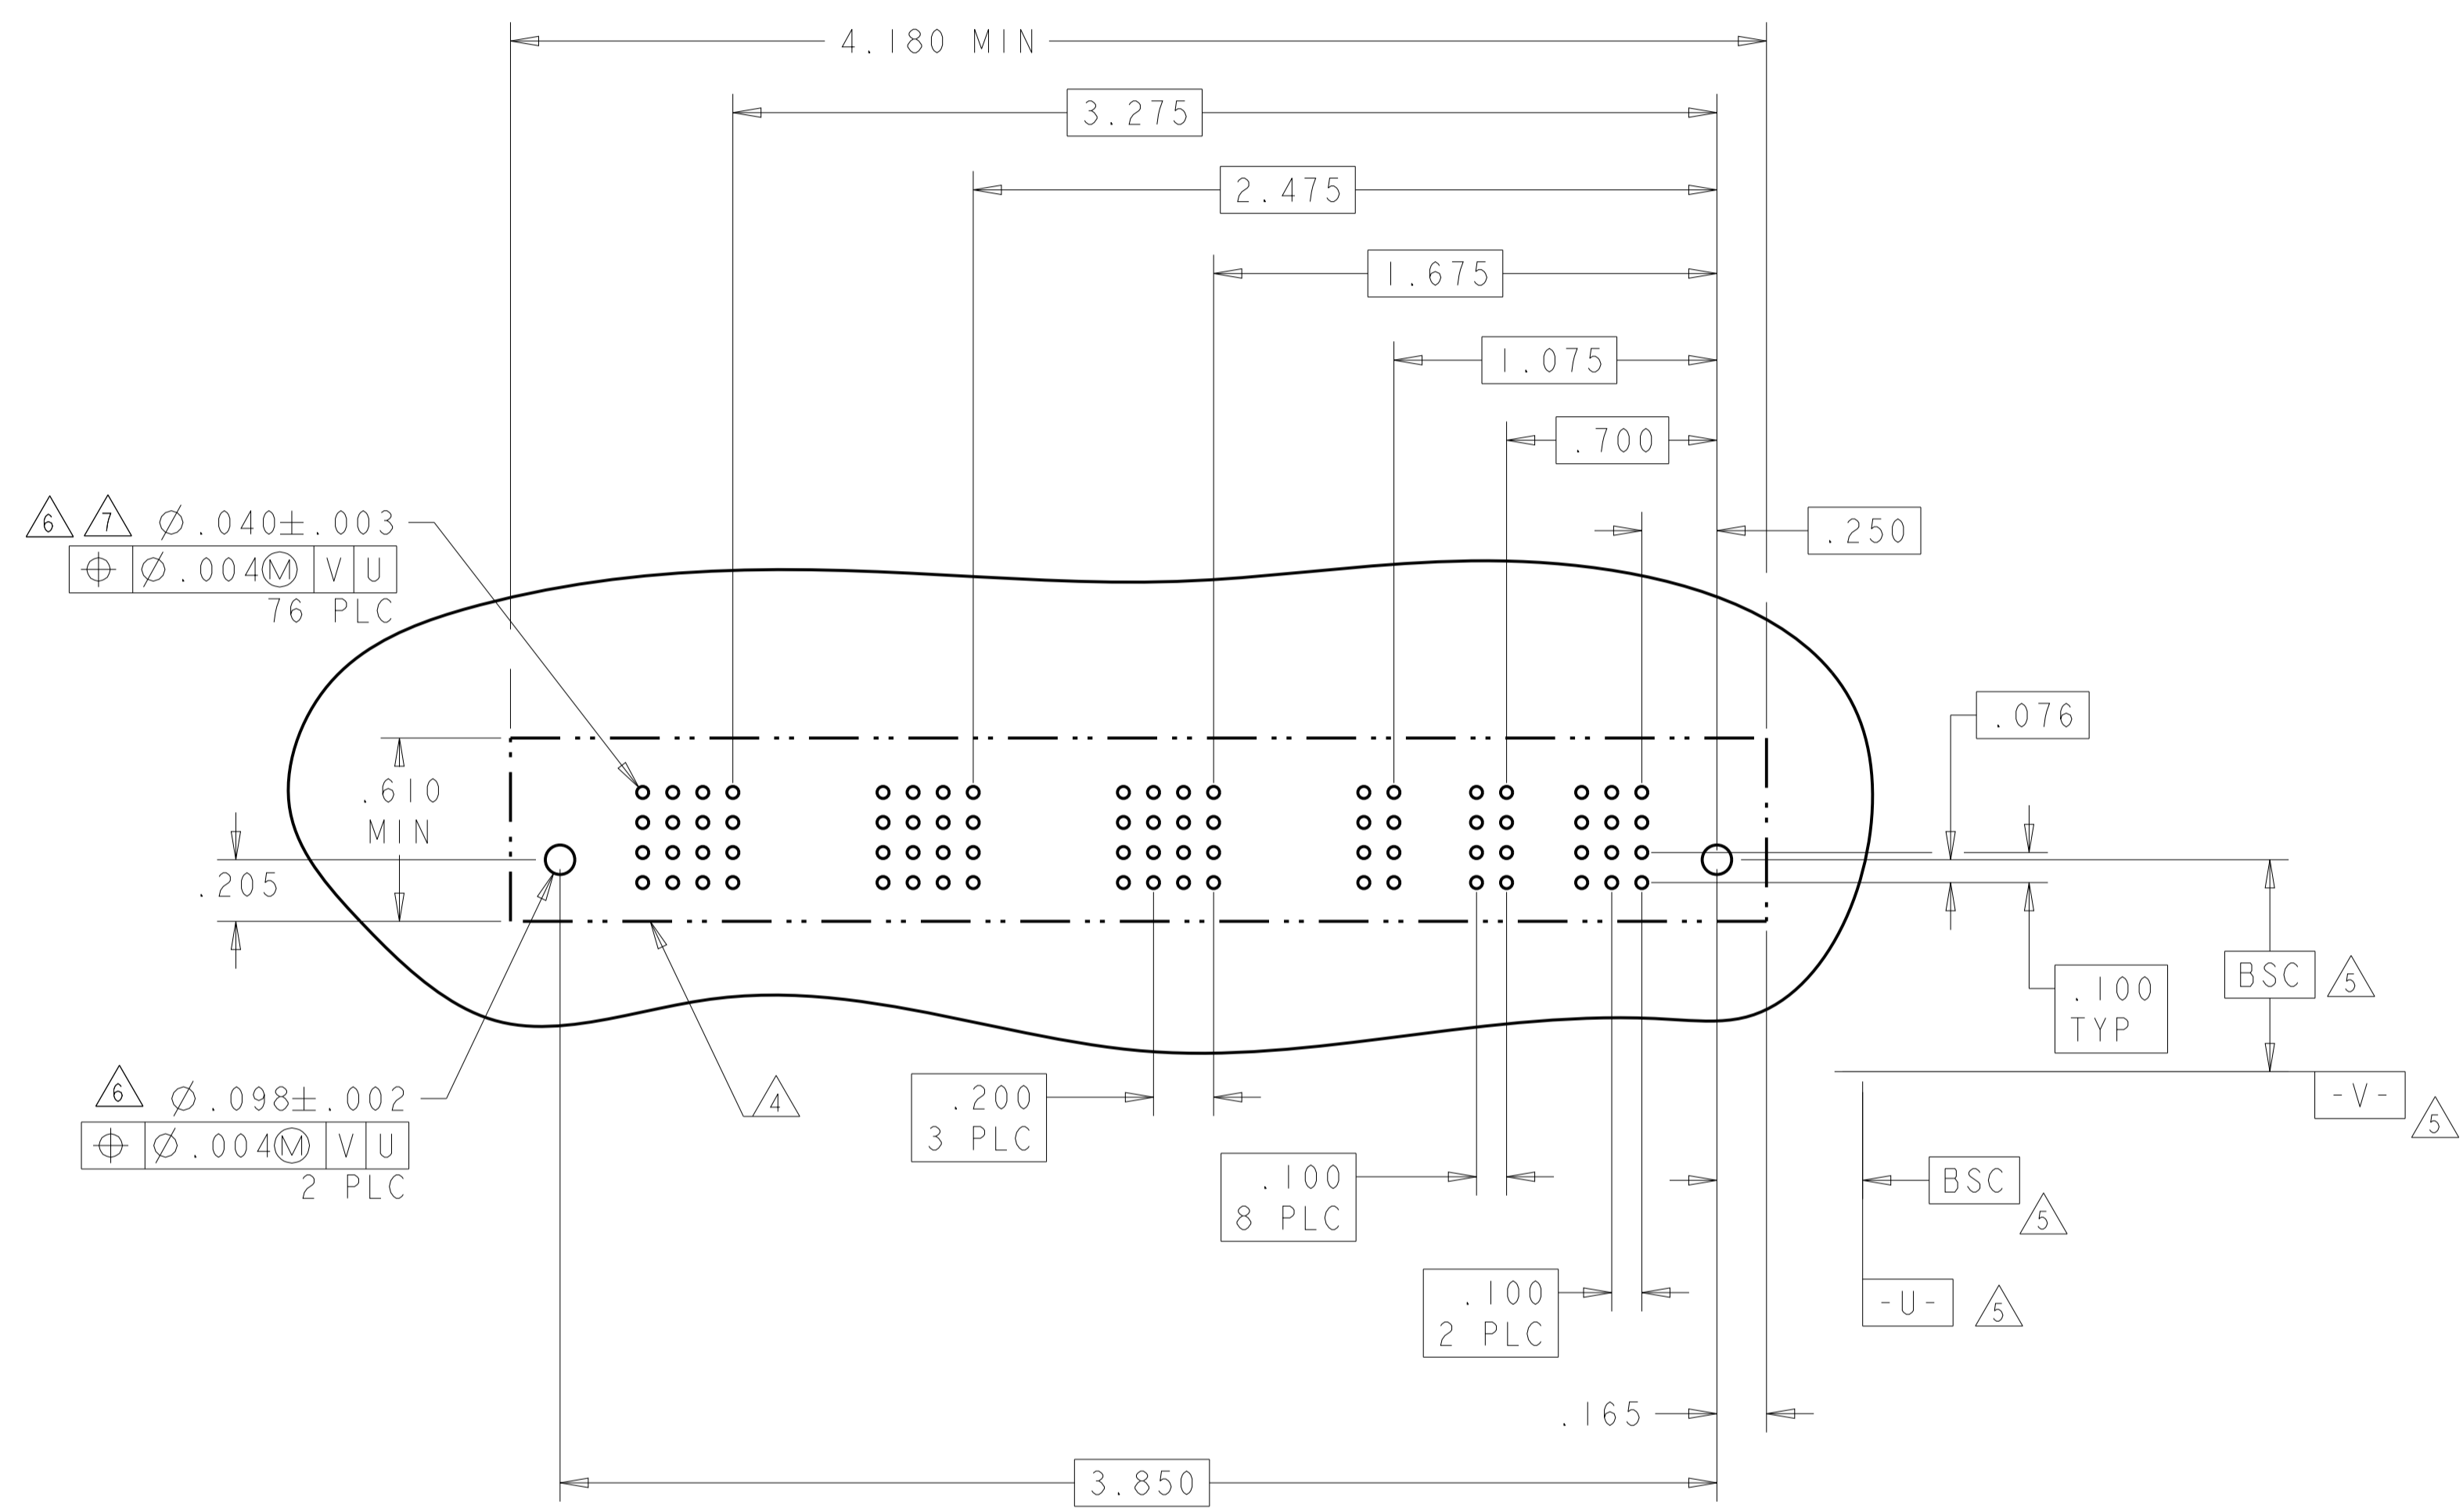 4.180 MIN
3.275
2.475
1.675
1.075
.700
.250
6 7 Ø.040±.003
⌖ Ø.004Ⓜ V U
76 PLC
.076
.610
MIN
.205
BSC 5
.100
TYP
-V- 5
6 Ø.098±.002
⌖ Ø.004Ⓜ V U
2 PLC
4
.200
3 PLC
.100
8 PLC
BSC 5
.100
2 PLC
-U- 5
.165
3.850